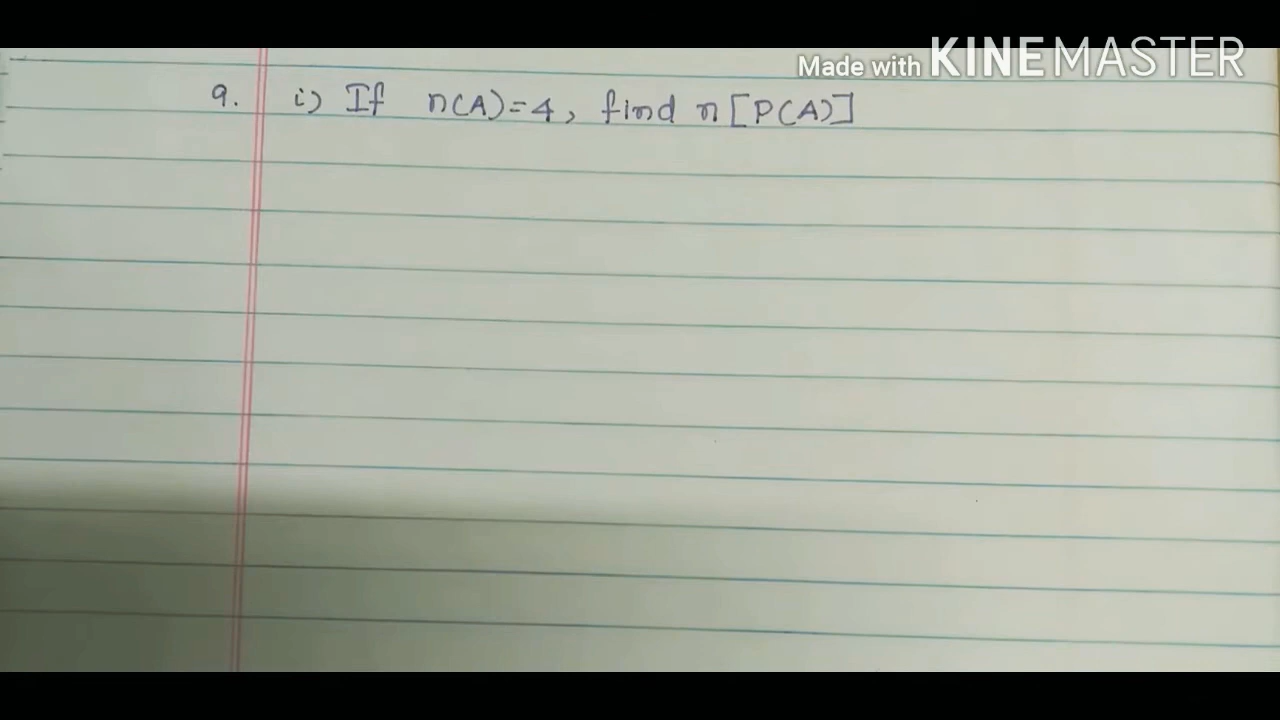 Made with KINEMASTER
9. i) If n(A)=4, find n[P(A)]